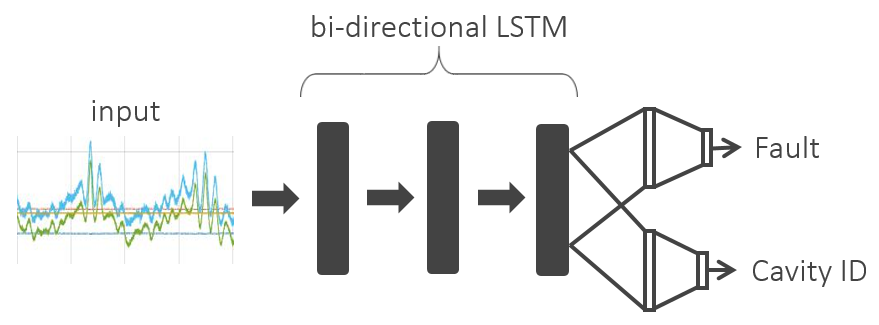 bi-directional LSTM
input
Fault
Cavity ID